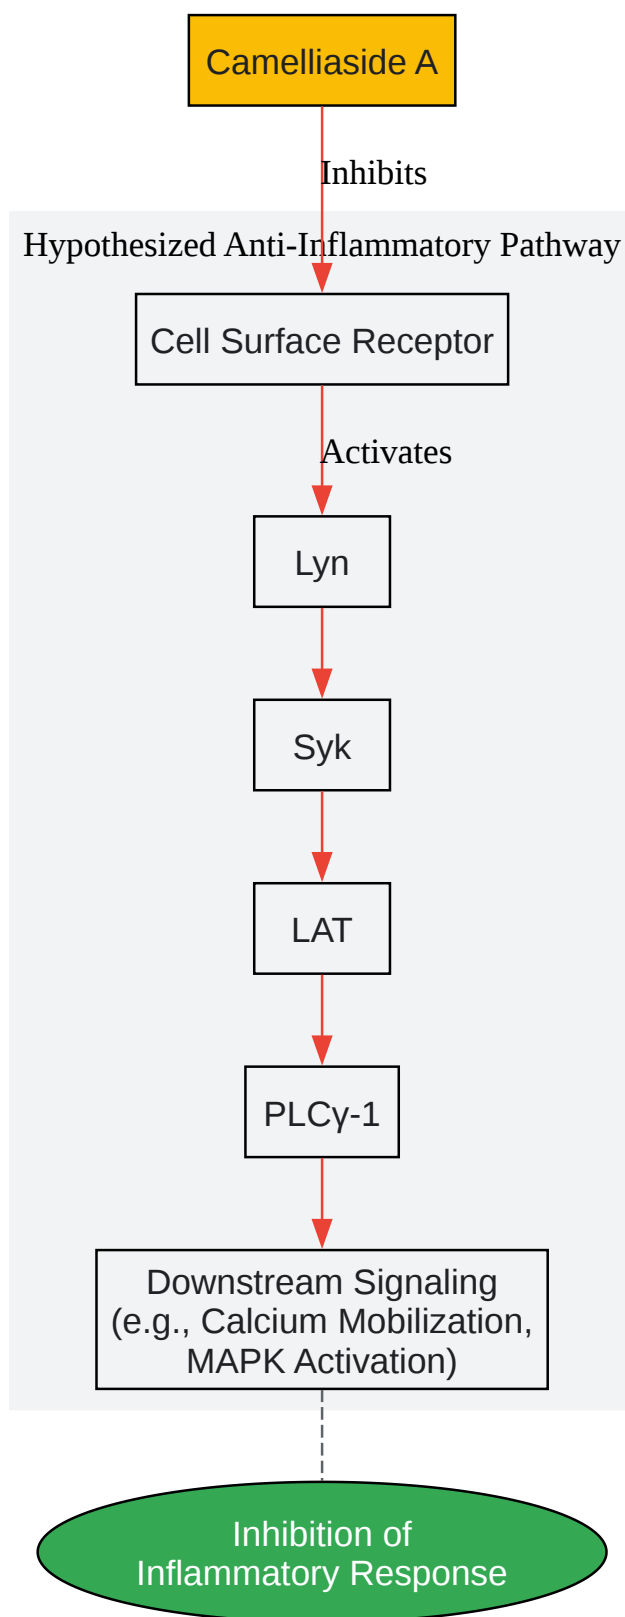 Camelliaside A
Inhibits
Hypothesized Anti-Inflammatory Pathway
Cell Surface Receptor
Activates
Lyn
Syk
LAT
PLCγ-1
Downstream Signaling
(e.g., Calcium Mobilization,
MAPK Activation)
Inhibition of
Inflammatory Response